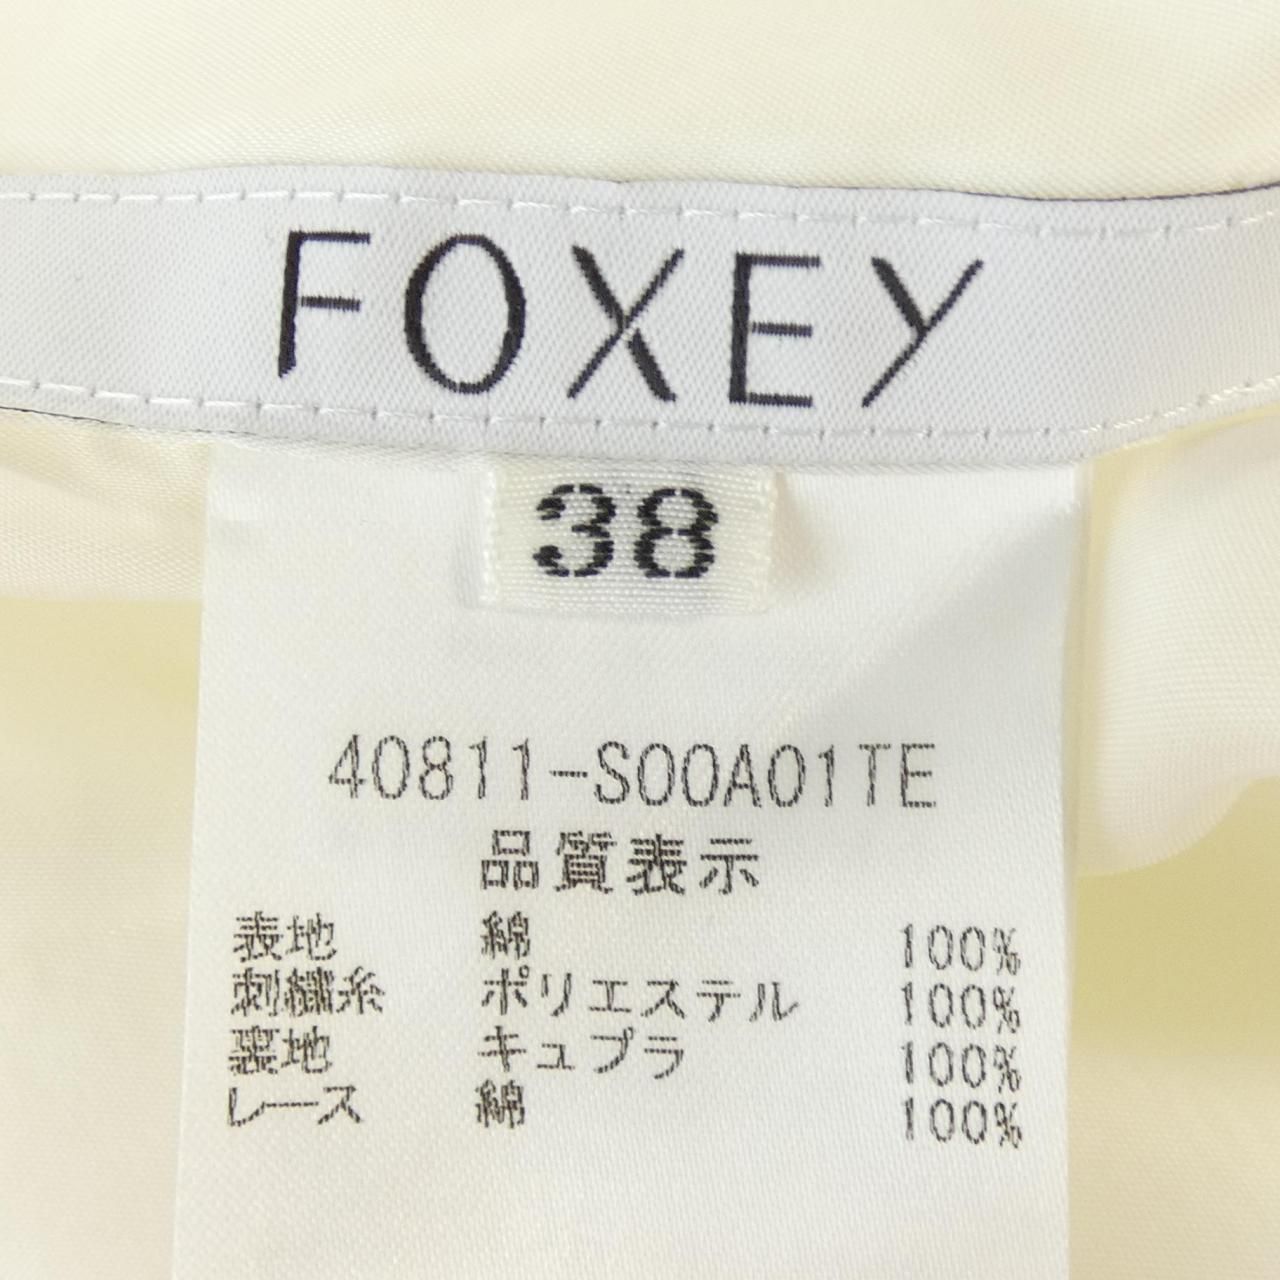 FOXEY
38
40811-S00A01TE
品質表示
表地 綿 100%
刺繍糸 ポリエステル 100%
裏地 キュプラ 100%
レース 綿 100%